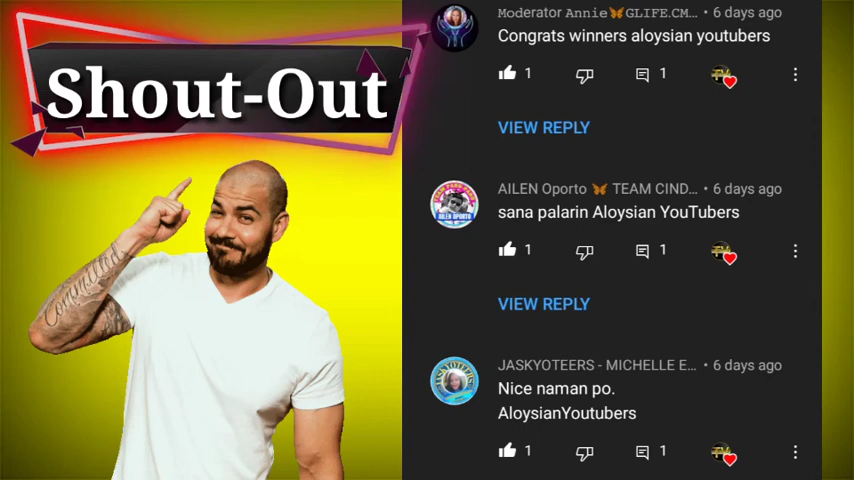 Shout-Out
Committed
Moderator Annie🦋GLIFE.CM... • 6 days ago
Congrats winners aloysian youtubers
1
1
VIEW REPLY
AILEN Oporto 🦋 TEAM CIND... • 6 days ago
sana palarin Aloysian YouTubers
1
1
VIEW REPLY
JASKYOTEERS - MICHELLE E... • 6 days ago
Nice naman po.
AloysianYoutubers
1
1